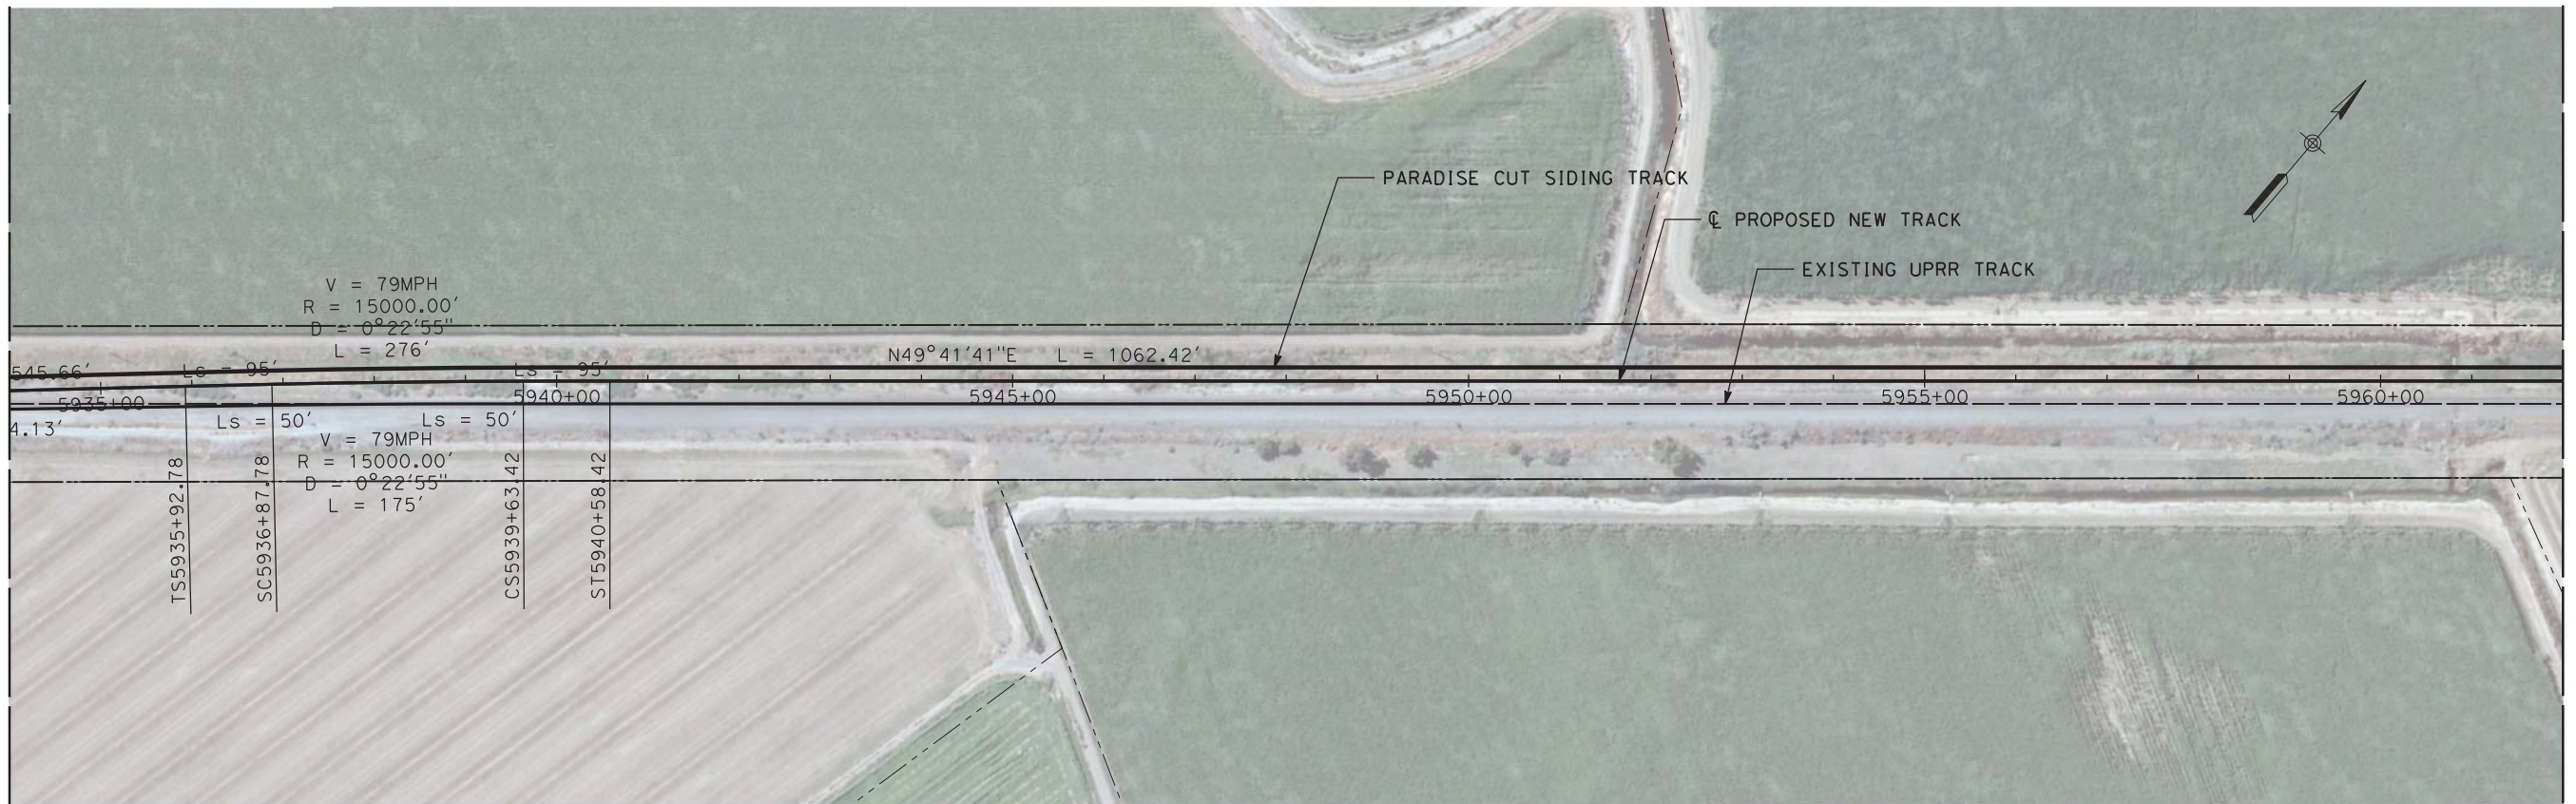 PARADISE CUT SIDING TRACK
℄ PROPOSED NEW TRACK
EXISTING UPRR TRACK
V = 79MPH
R = 15000.00'
D = 0°22'55"
L = 276'
N49°41'41"E L = 1062.42'
545.66'
Ls = 95'
Ls = 95'
5935+00
5940+00
5945+00
5950+00
5955+00
5960+00
4.13'
Ls = 50'
Ls = 50'
V = 79MPH
R = 15000.00'
D = 0°22'55"
L = 175'
TS5935+92.78
SC5936+87.78
CS5939+63.42
ST5940+58.42